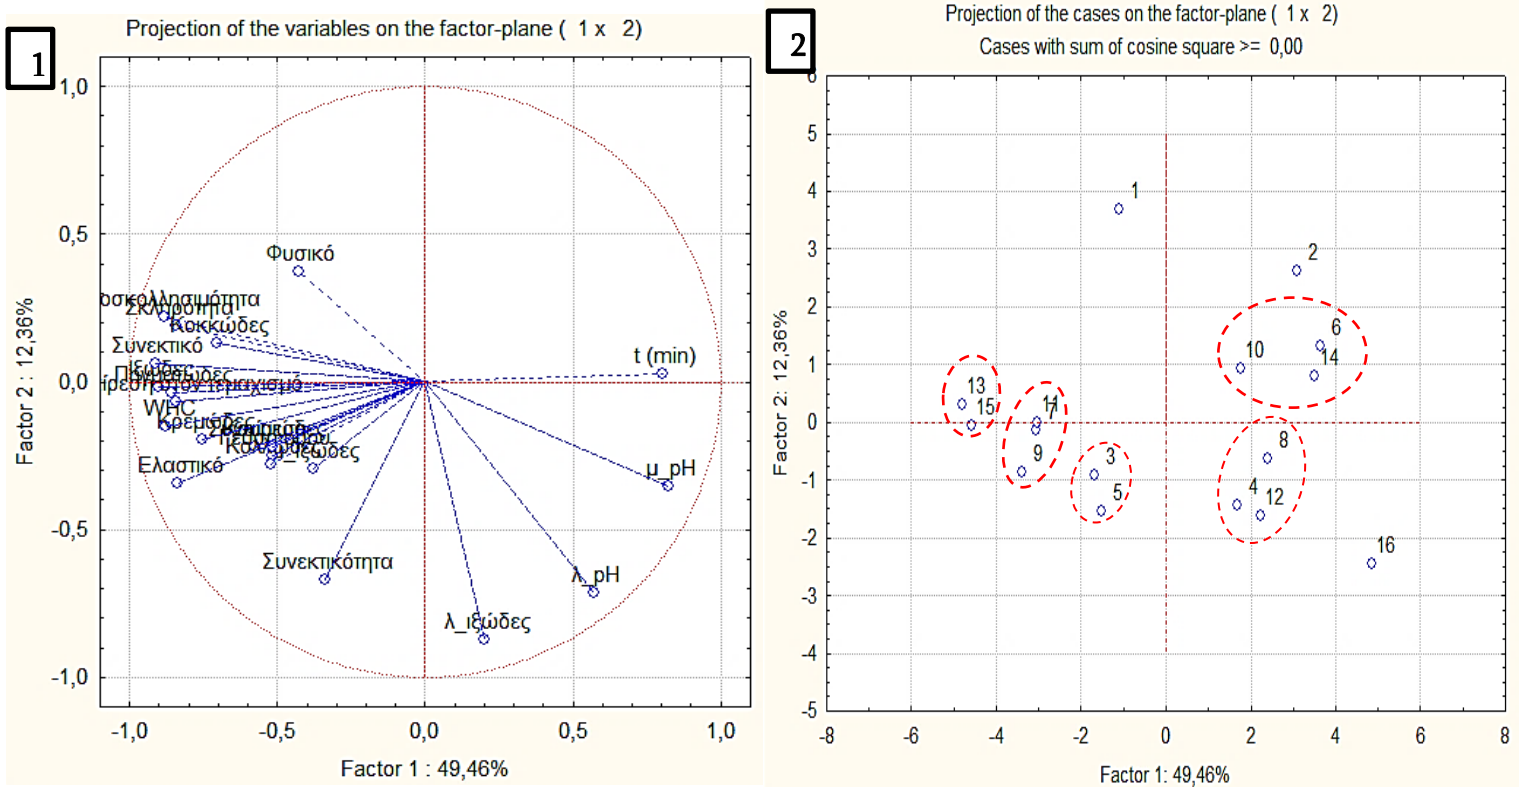 1
Projection of the variables on the factor-plane ( 1 x 2)
1,0
0,5
0,0
-0,5
-1,0
Factor 2 : 12,36%
Φυσικό
οσκολλησιμότητα
Σκληρότητα
Κοκκώδες
Συνεκτικό
t (min)
WHC
Κρεμώδες
Ελαστικό
μ_pH
Συνεκτικότητα
λ_pH
λ_ιξώδες
-1,0 -0,5 0,0 0,5 1,0
Factor 1 : 49,46%
2
Projection of the cases on the factor-plane ( 1 x 2)
Cases with sum of cosine square >= 0,00
6
5
4
3
2
1
0
-1
-2
-3
-4
-5
Factor 2: 12,36%
1
2
6
10
14
13
15
11
7
9
3
5
8
4
12
16
-8 -6 -4 -2 0 2 4 6 8
Factor 1: 49,46%